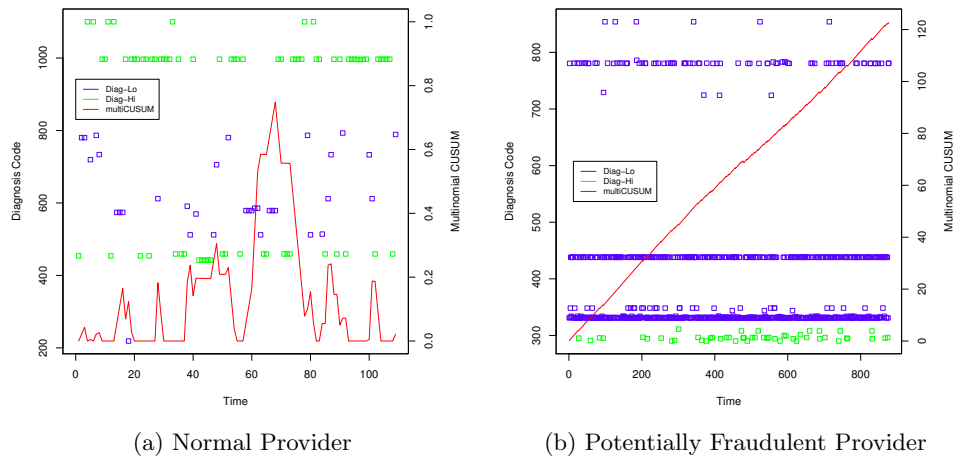 Diagnosis Code
200
400
600
800
1000
Diag-Lo
Diag-Hi
multiCUSUM
0.0
0.2
0.4
0.6
0.8
1.0
Multinomial CUSUM
0
20
40
60
80
100
Time
(a) Normal Provider
Diagnosis Code
300
400
500
600
700
800
Diag-Lo
Diag-Hi
multiCUSUM
0
20
40
60
80
100
120
Multinomial CUSUM
0
200
400
600
800
Time
(b) Potentially Fraudulent Provider